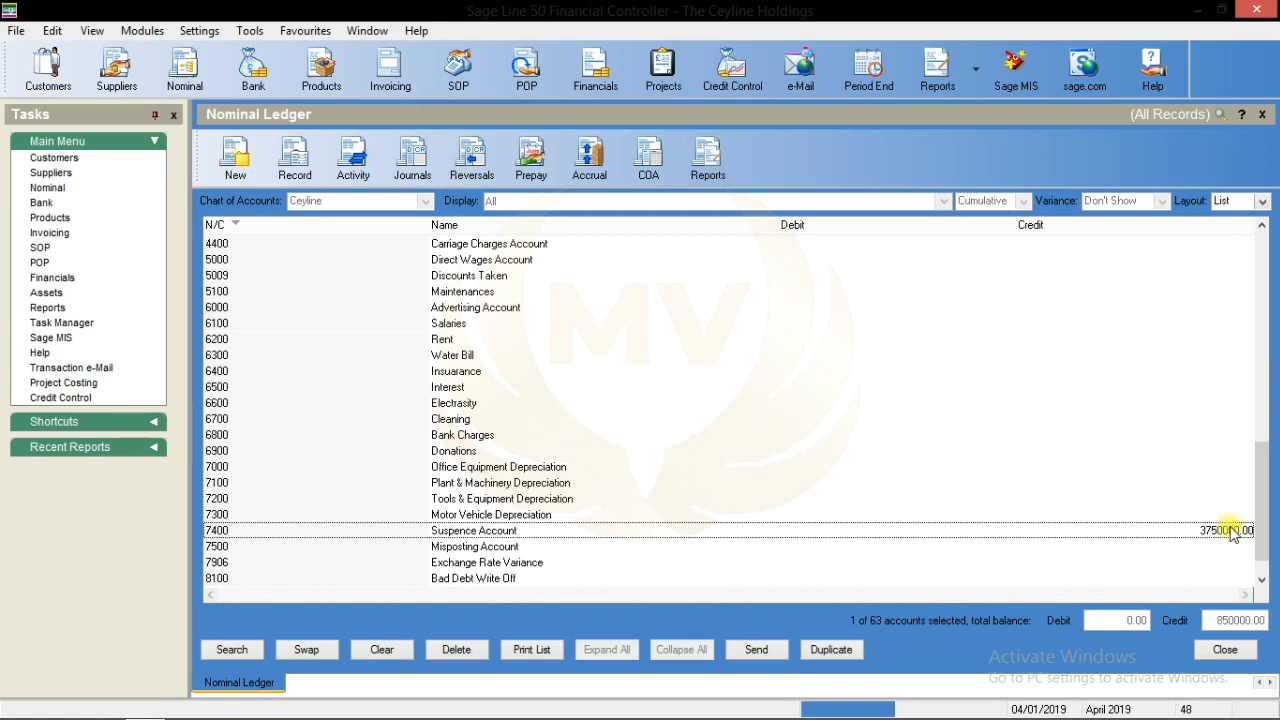 Sage Line 50 Financial Controller - The Ceyline Holdings
File Edit View Modules Settings Tools Favourites Window Help
Customers Suppliers Nominal Bank Products Invoicing SOP POP Financials Projects Credit Control e-Mail Period End Reports Sage MIS sage.com Help
Tasks
Main Menu
Customers
Suppliers
Nominal
Bank
Products
Invoicing
SOP
POP
Financials
Assets
Reports
Task Manager
Sage MIS
Help
Transaction e-Mail
Project Costing
Credit Control
Shortcuts
Recent Reports
Nominal Ledger (All Records)
New Record Activity Journals Reversals Prepay Accrual COA Reports
Chart of Accounts: Ceyline Display: All Cumulative Variance: Don't Show Layout: List
N/C Name Debit Credit
4400 Carriage Charges Account
5000 Direct Wages Account
5009 Discounts Taken
5100 Maintenances
6000 Advertising Account
6100 Salaries
6200 Rent
6300 Water Bill
6400 Insuarance
6500 Interest
6600 Electrasity
6700 Cleaning
6800 Bank Charges
6900 Donations
7000 Office Equipment Depreciation
7100 Plant & Machinery Depreciation
7200 Tools & Equipment Depreciation
7300 Motor Vehicle Depreciation
7400 Suspence Account
7500 Misposting Account
7906 Exchange Rate Variance
8100 Bad Debt Write Off
MV
1 of 63 accounts selected, total balance: Debit 0.00 Credit 850000.00
Search Swap Clear Delete Print List Expand All Collapse All Send Duplicate Close
Activate Windows
Go to PC settings to activate Windows.
Nominal Ledger
04/01/2019 April 2019 48